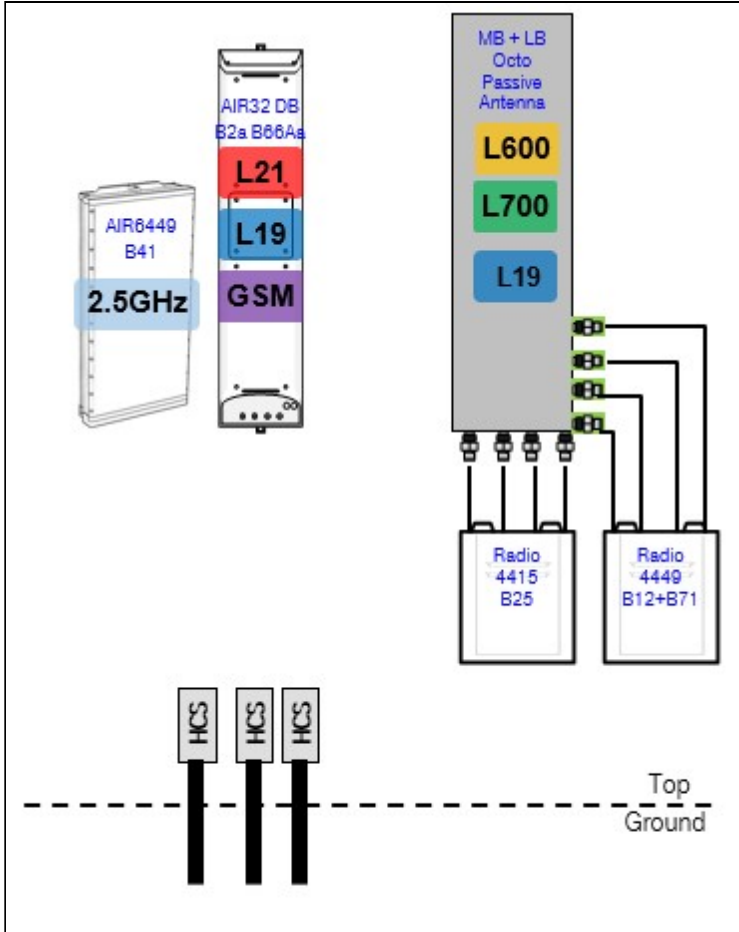 AIR6449
B41
2.5GHz
AIR32 DB
B2a B66Aa
L21
L19
GSM
MB + LB
Octo
Passive
Antenna
L600
L700
L19
Radio
4415
B25
Radio
4449
B12+B71
HCS
HCS
HCS
Top
Ground